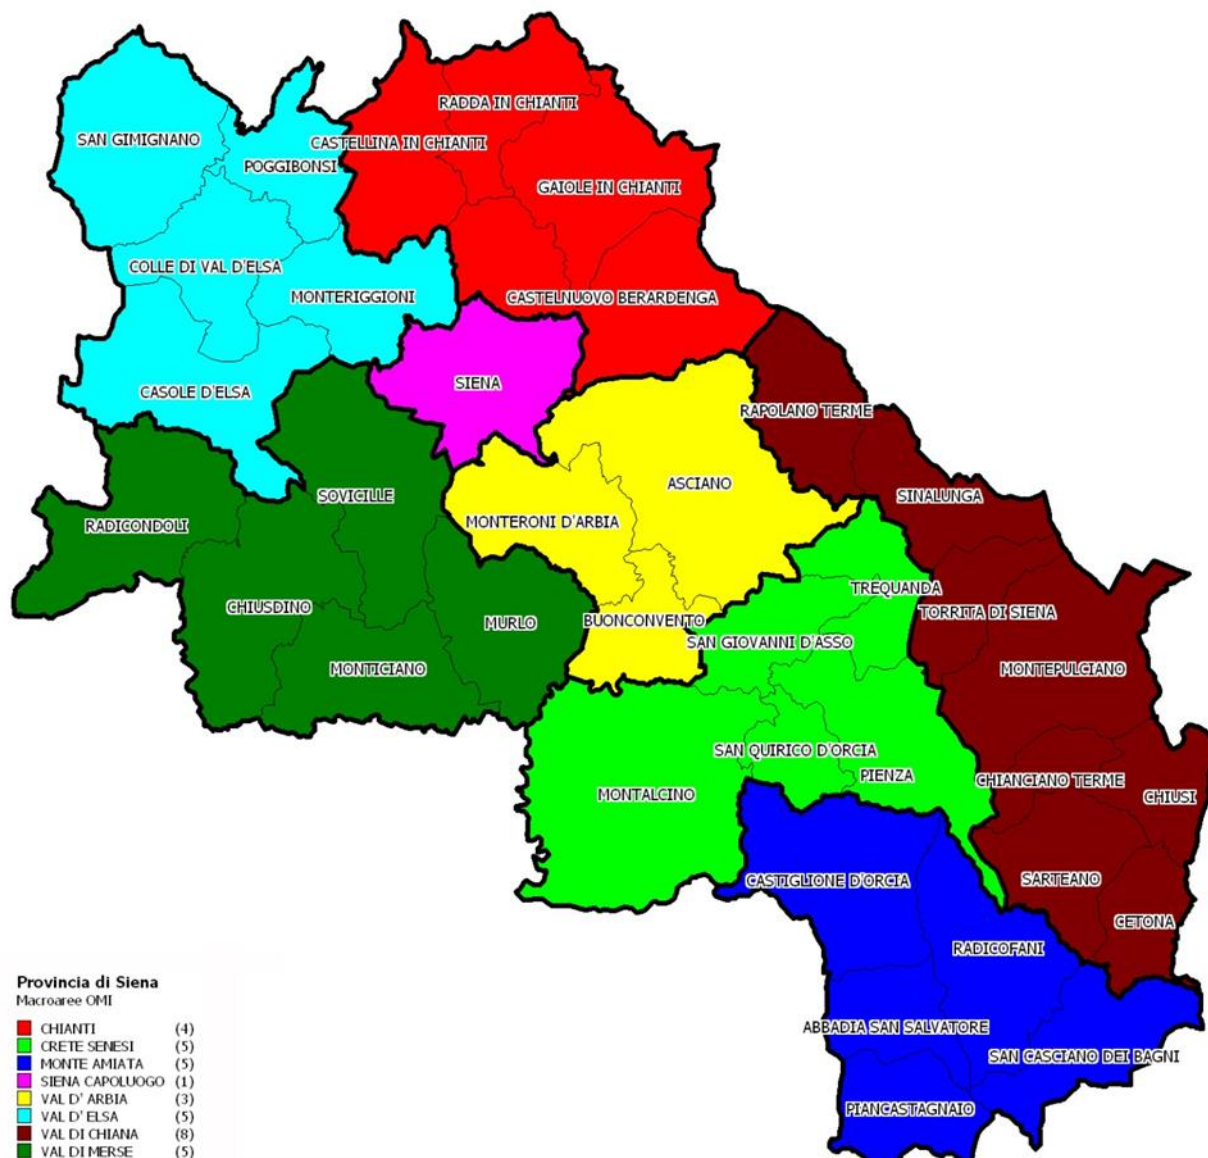 RADDA IN CHIANTI
SAN GIMIGNANO
CASTELLINA IN CHIANTI
POGGIBONSI
GAIOLE IN CHIANTI
COLLE DI VAL D'ELSA
MONTERIGGIONI
CASTELNUOVO BERARDENGA
SIENA
CASOLE D'ELSA
RAPOLANO TERME
ASCIANO
SOVICILLE
SINALUNGA
RADICONDOLI
MONTERONI D'ARBIA
TREQUANDA
CHIUSDINO
TORRITA DI SIENA
MURLO
BUONCONVENTO
SAN GIOVANNI D'ASSO
MONTICIANO
MONTEPULCIANO
SAN QUIRICO D'ORCIA
PIENZA
CHIANCIANO TERME
MONTALCINO
CHIUSI
CASTIGLIONE D'ORCIA
SARTEANO
CETONA
RADICOFANI
ABBADIA SAN SALVATORE
SAN CASCIANO DEI BAGNI
PIANCASTAGNAIO
Provincia di Siena
Macroaree OMI
CHIANTI (4)
CRETE SENESI (5)
MONTE AMIATA (5)
SIENA CAPOLUOGO (1)
VAL D' ARBIA (3)
VAL D' ELSA (5)
VAL DI CHIANA (8)
VAL DI MERSE (5)